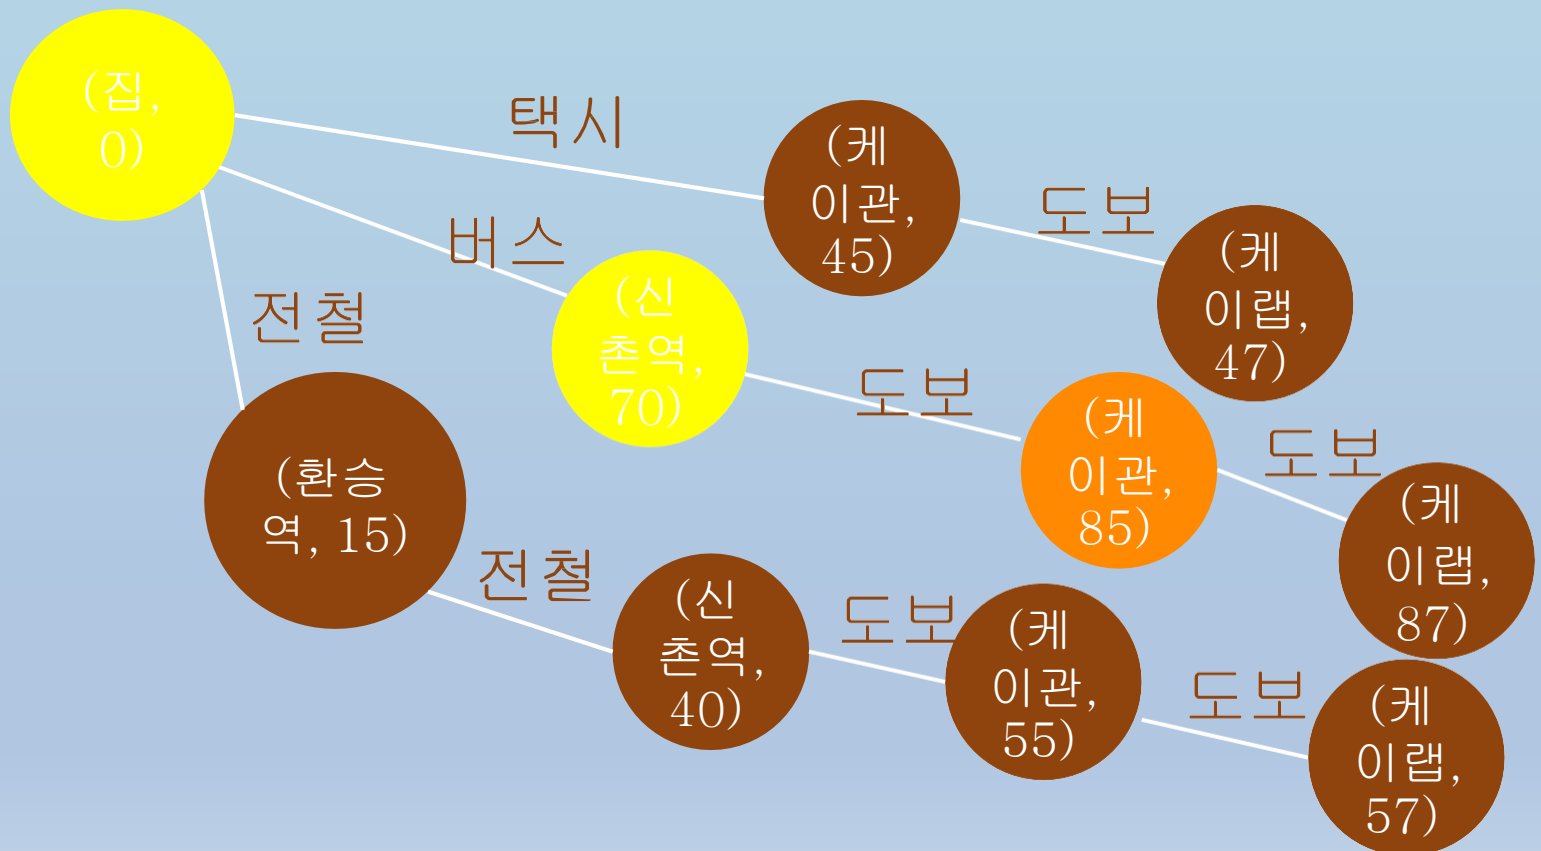 (집,
0)
택시
(케
이관,
45)
도보
(케
이랩,
47)
버스
(신
촌역,
70)
도보
(케
이관,
85)
도보
(케
이랩,
87)
전철
(환승
역, 15)
전철
(신
촌역,
40)
도보
(케
이관,
55)
도보
(케
이랩,
57)